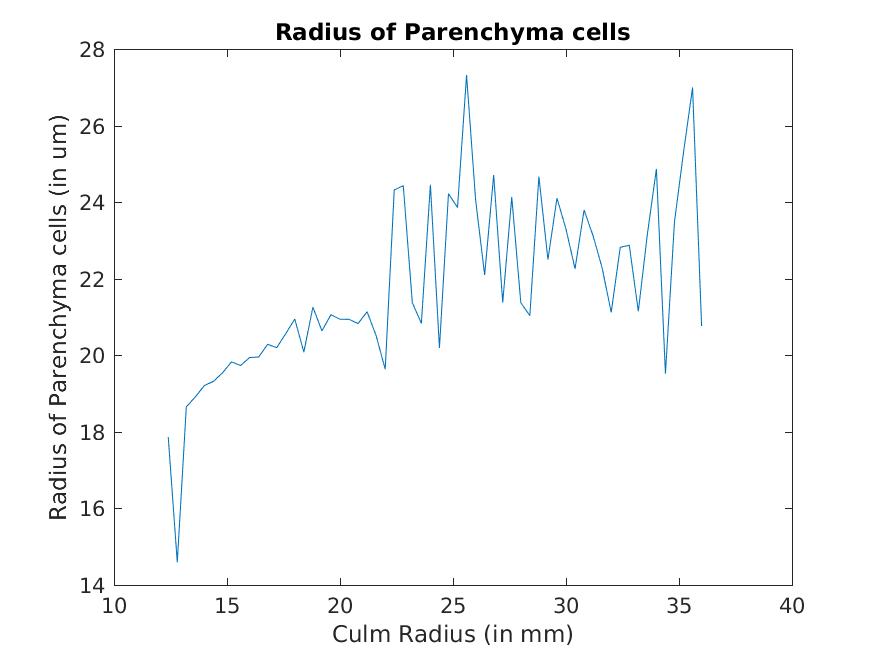 Radius of Parenchyma cells
28
26
24
22
20
18
16
14
Radius of Parenchyma cells (in um)
10 15 20 25 30 35 40
Culm Radius (in mm)